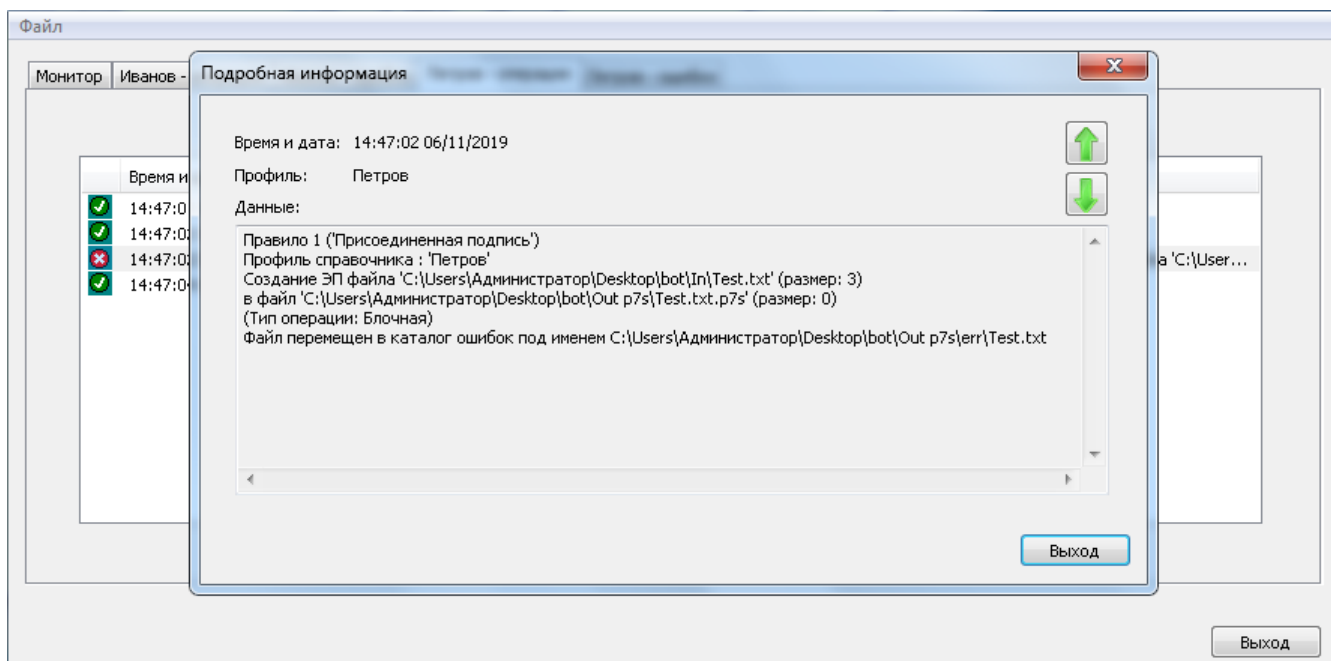 Файл
Монитор
Иванов -
Подробная информация
Время и дата: 14:47:02 06/11/2019
Профиль: Петров
Данные:
Правило 1 ('Присоединенная подпись')
Профиль справочника : 'Петров'
Создание ЭП файла 'C:\Users\Администратор\Desktop\bot\In\Test.txt' (размер: 3)
в файл 'C:\Users\Администратор\Desktop\bot\Out p7s\Test.txt.p7s' (размер: 0)
(Тип операции: Блочная)
Файл перемещен в каталог ошибок под именем C:\Users\Администратор\Desktop\bot\Out p7s\err\Test.txt
Выход
Время и
14:47:0
14:47:02
14:47:02
а 'C:\User...
14:47:04
Выход